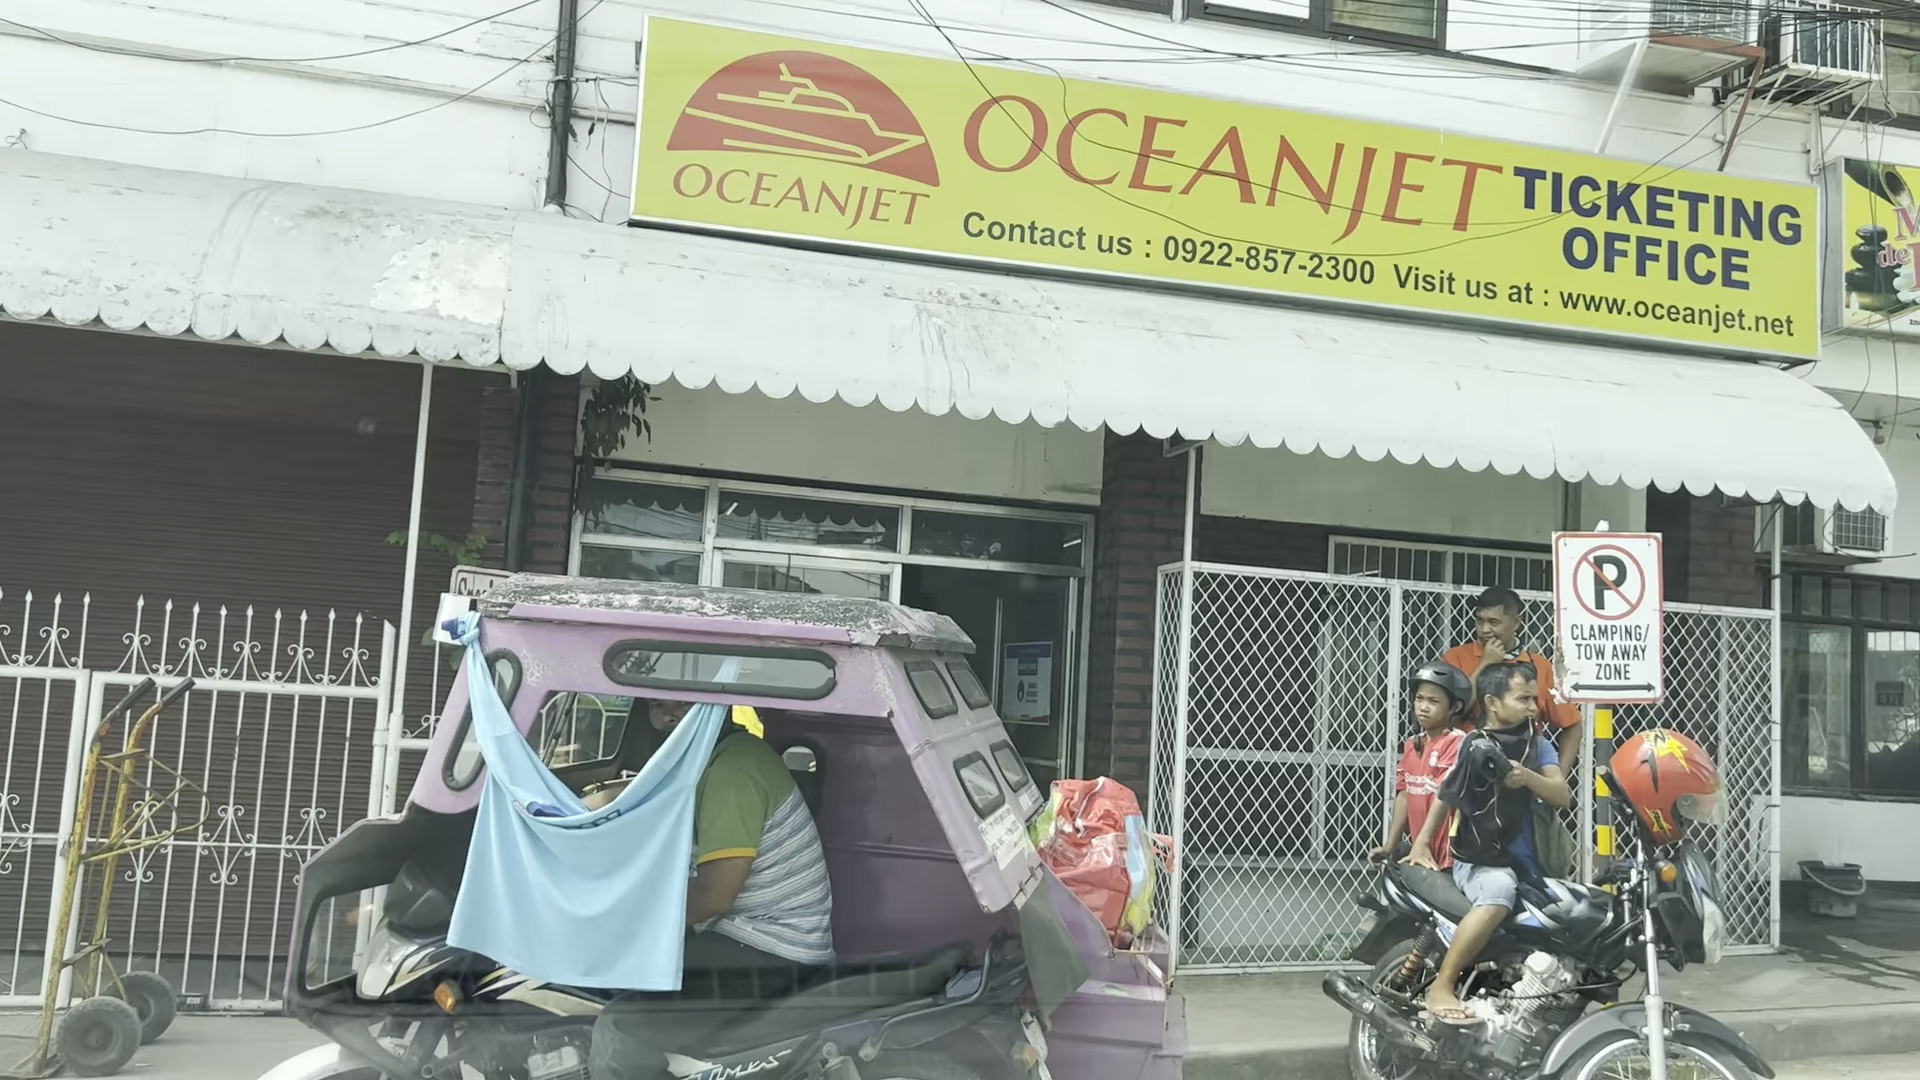 OCEANJET
OCEANJET
TICKETING
OFFICE
Contact us : 0922-857-2300 Visit us at : www.oceanjet.net
P
CLAMPING/
TOW AWAY
ZONE